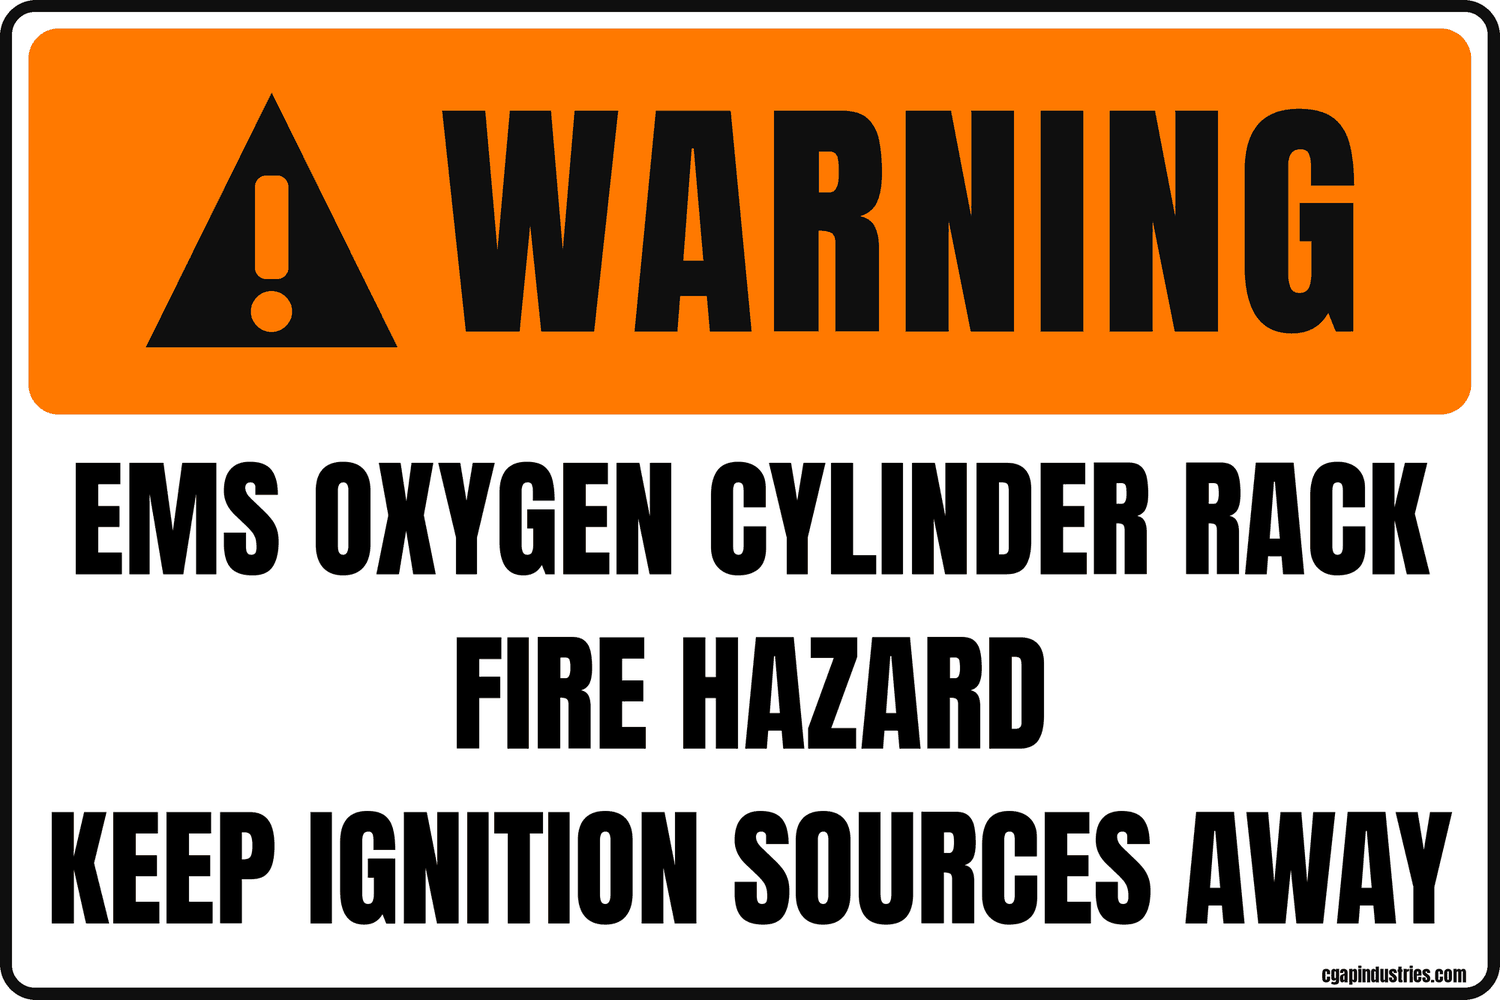 WARNING
EMS OXYGEN CYLINDER RACK
FIRE HAZARD
KEEP IGNITION SOURCES AWAY
cgapindustries.com